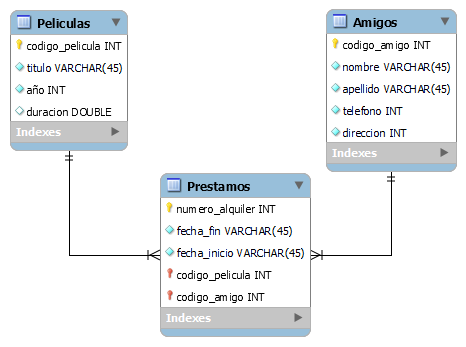 Peliculas
codigo_pelicula INT
titulo VARCHAR(45)
año INT
duracion DOUBLE
Indexes
Amigos
codigo_amigo INT
nombre VARCHAR(45)
apellido VARCHAR(45)
telefono INT
direccion INT
Indexes
Prestamos
numero_alquiler INT
fecha_fin VARCHAR(45)
fecha_inicio VARCHAR(45)
codigo_pelicula INT
codigo_amigo INT
Indexes